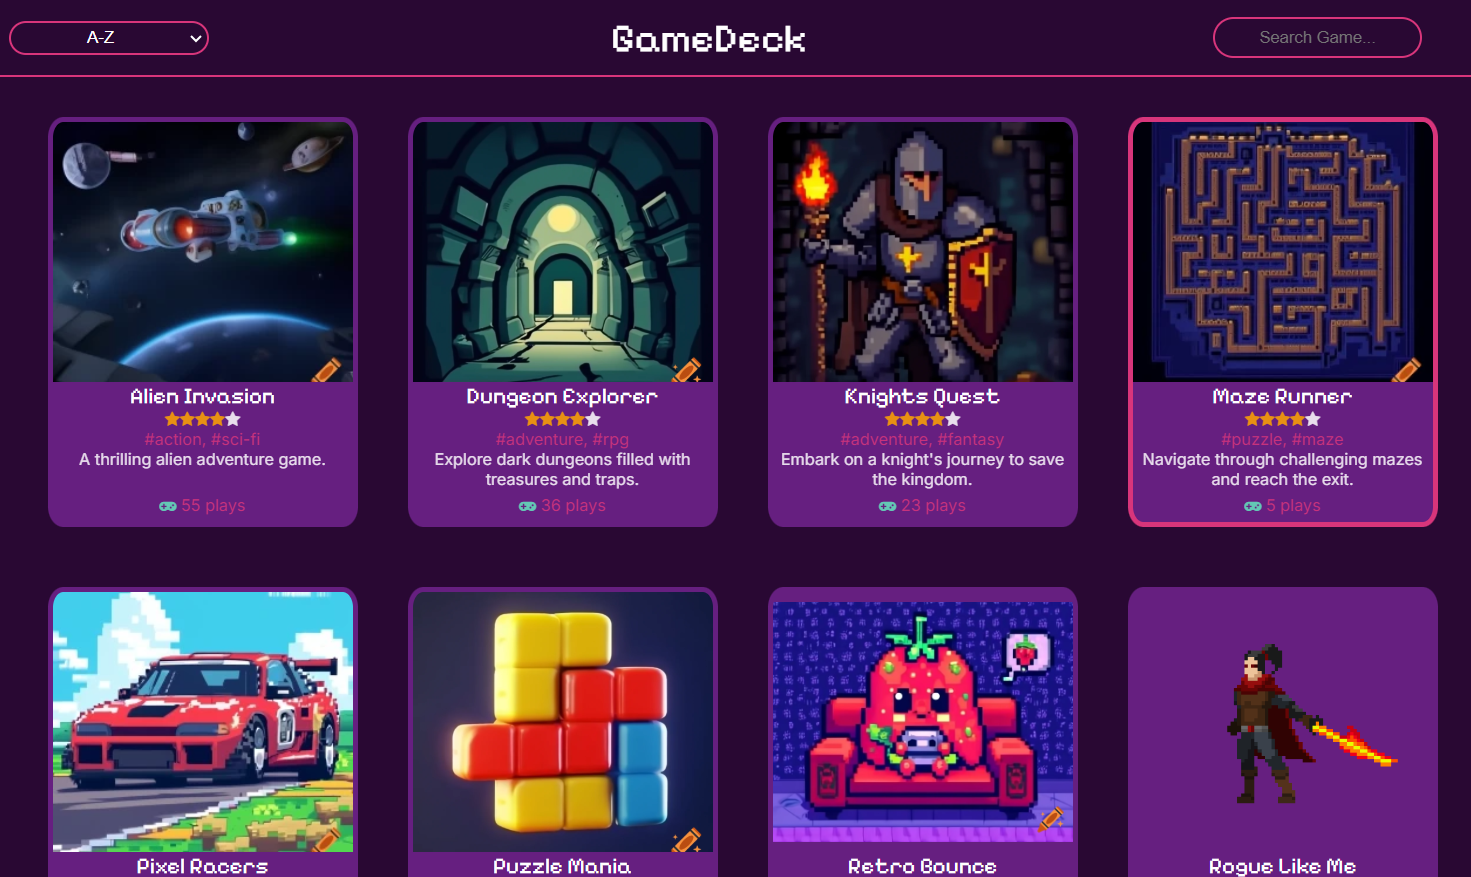 A-Z
GameDeck
Search Game...
Alien Invasion
#action, #sci-fi
A thrilling alien adventure game.
55 plays
Dungeon Explorer
#adventure, #rpg
Explore dark dungeons filled with
treasures and traps.
36 plays
Knights Quest
#adventure, #fantasy
Embark on a knight's journey to save
the kingdom.
23 plays
Maze Runner
#puzzle, #maze
Navigate through challenging mazes
and reach the exit.
5 plays
Pixel Racers
Puzzle Mania
Retro Bounce
Rogue Like Me